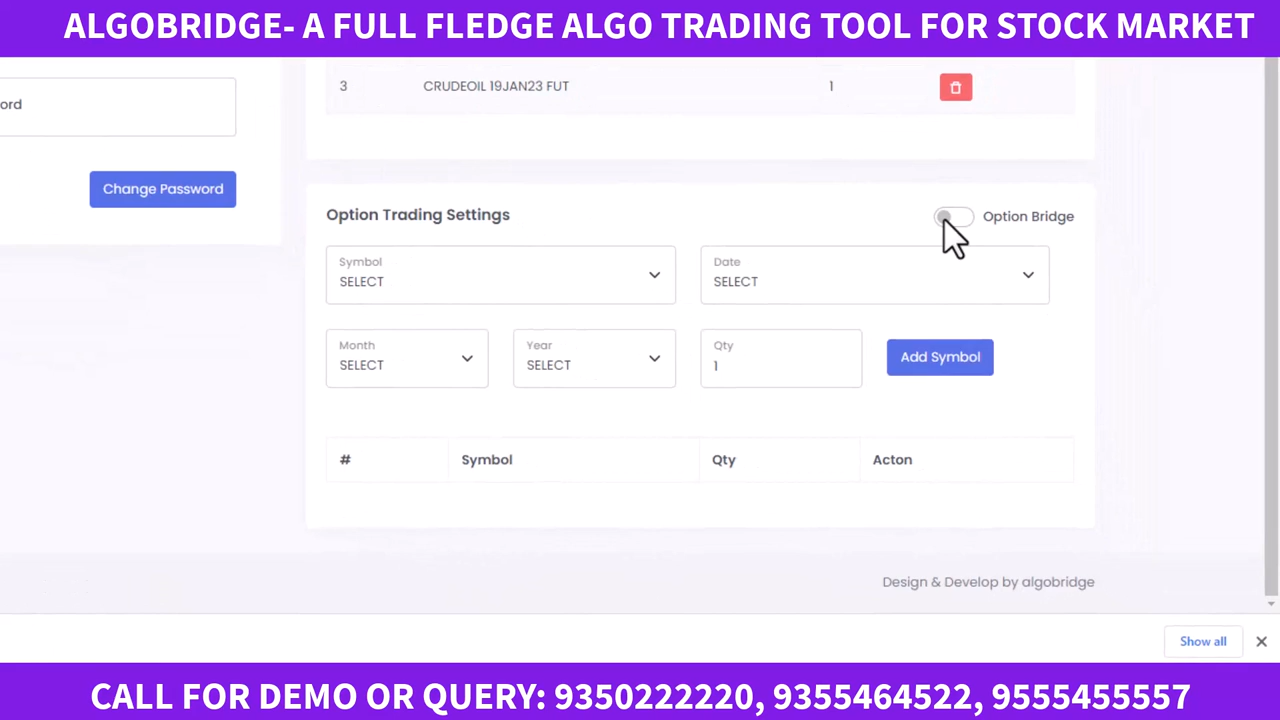 ALGOBRIDGE- A FULL FLEDGE ALGO TRADING TOOL FOR STOCK MARKET
ord
3 CRUDEOIL 19JAN23 FUT 1
Change Password
Option Trading Settings
Option Bridge
Symbol
SELECT
Date
SELECT
Month
SELECT
Year
SELECT
Qty
1
Add Symbol
# Symbol Qty Acton
Design & Develop by algobridge
Show all
CALL FOR DEMO OR QUERY: 9350222220, 9355464522, 9555455557